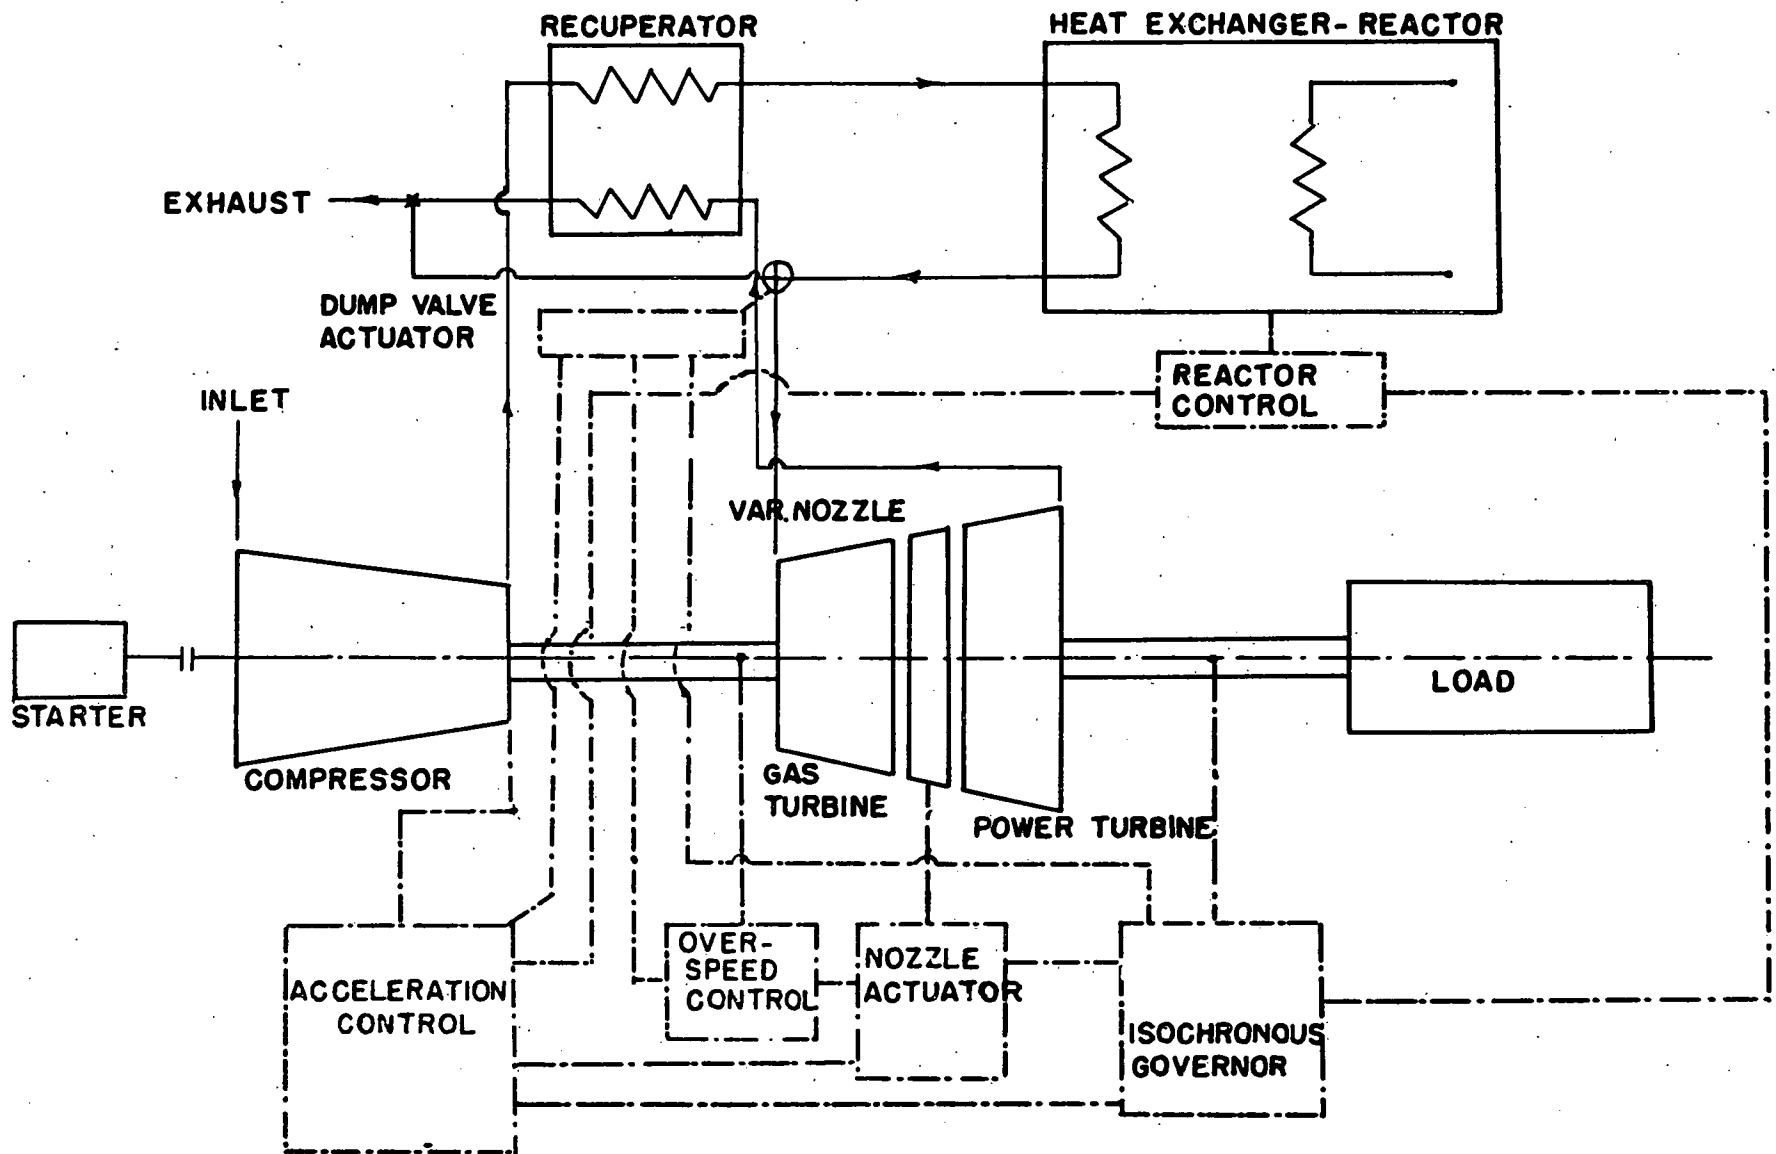 RECUPERATOR
HEAT EXCHANGER-REACTOR
EXHAUST
DUMP VALVE
ACTUATOR
REACTOR
CONTROL
INLET
VAR. NOZZLE
LOAD
STARTER
COMPRESSOR
GAS
TURBINE
POWER TURBINE
OVER-
SPEED
CONTROL
NOZZLE
ACTUATOR
ACCELERATION
CONTROL
ISOCHRONOUS
GOVERNOR